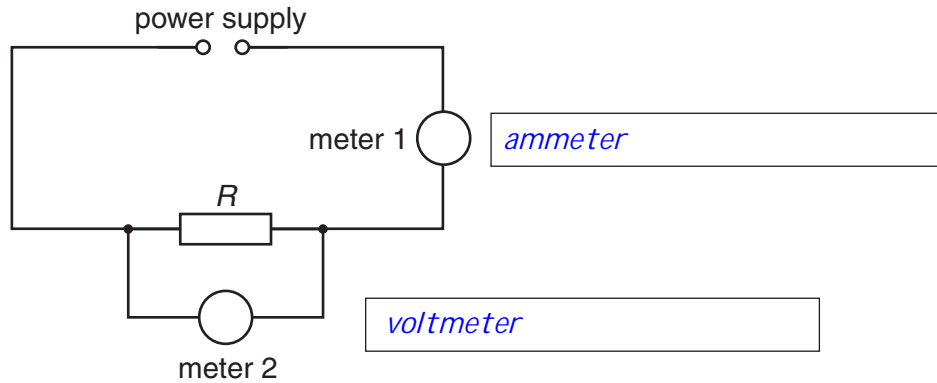 power supply
meter 1
ammeter
R
voltmeter
meter 2